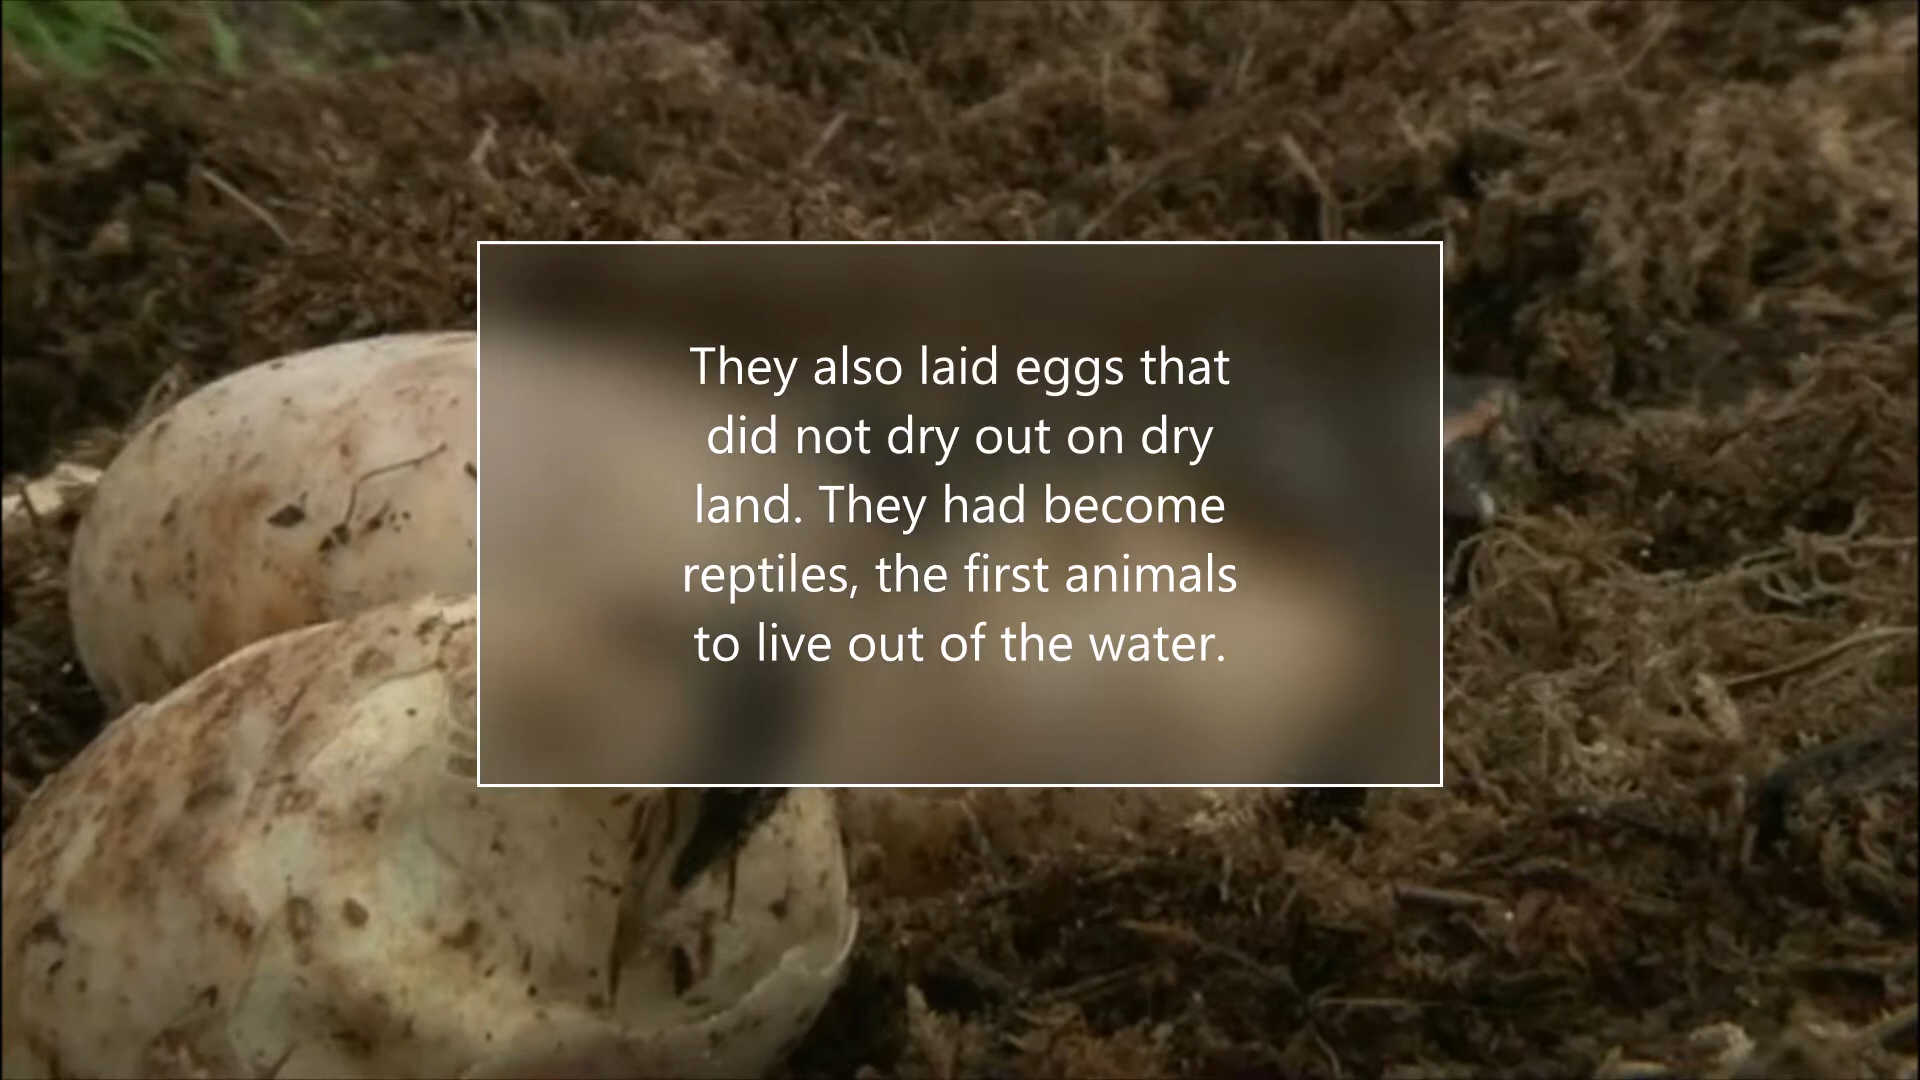 They also laid eggs that
did not dry out on dry
land. They had become
reptiles, the first animals
to live out of the water.